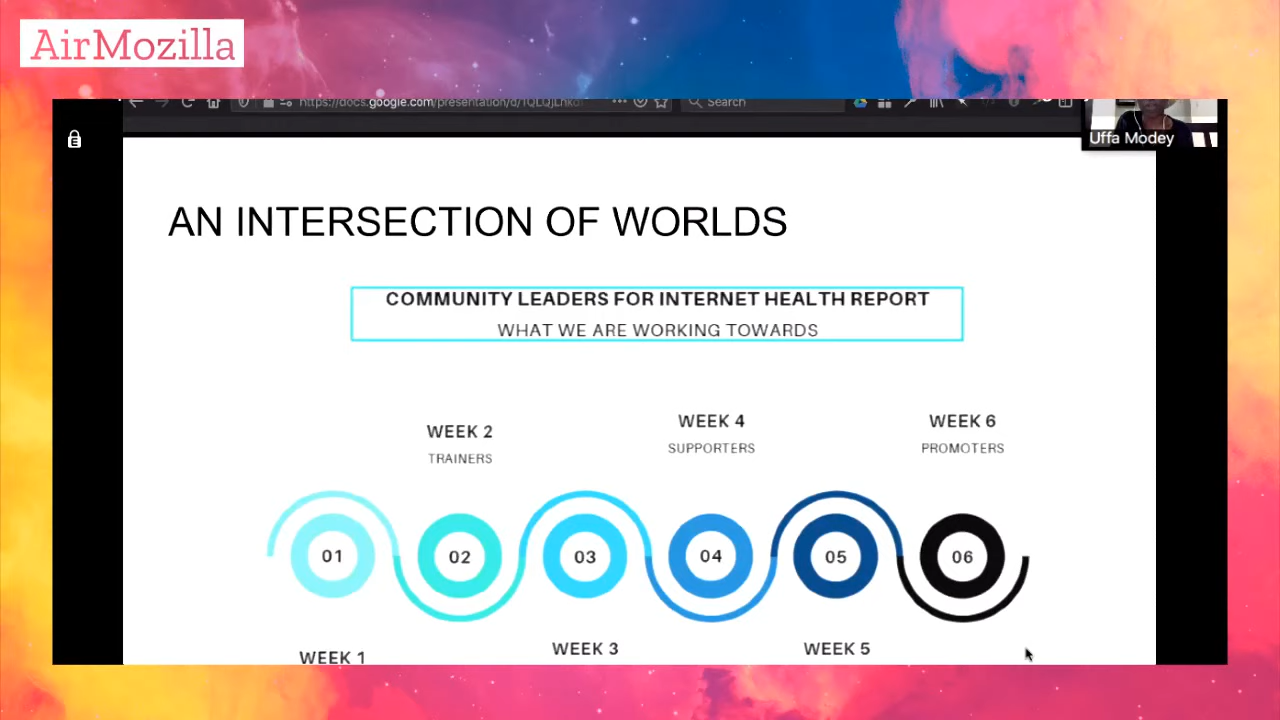 AirMozilla
https://docs.google.com/presentation/d/1QLQjLhkd
Search
Uffa Modey
AN INTERSECTION OF WORLDS
COMMUNITY LEADERS FOR INTERNET HEALTH REPORT
WHAT WE ARE WORKING TOWARDS
WEEK 2
TRAINERS
WEEK 4
SUPPORTERS
WEEK 6
PROMOTERS
01
02
03
04
05
06
WEEK 1
WEEK 3
WEEK 5